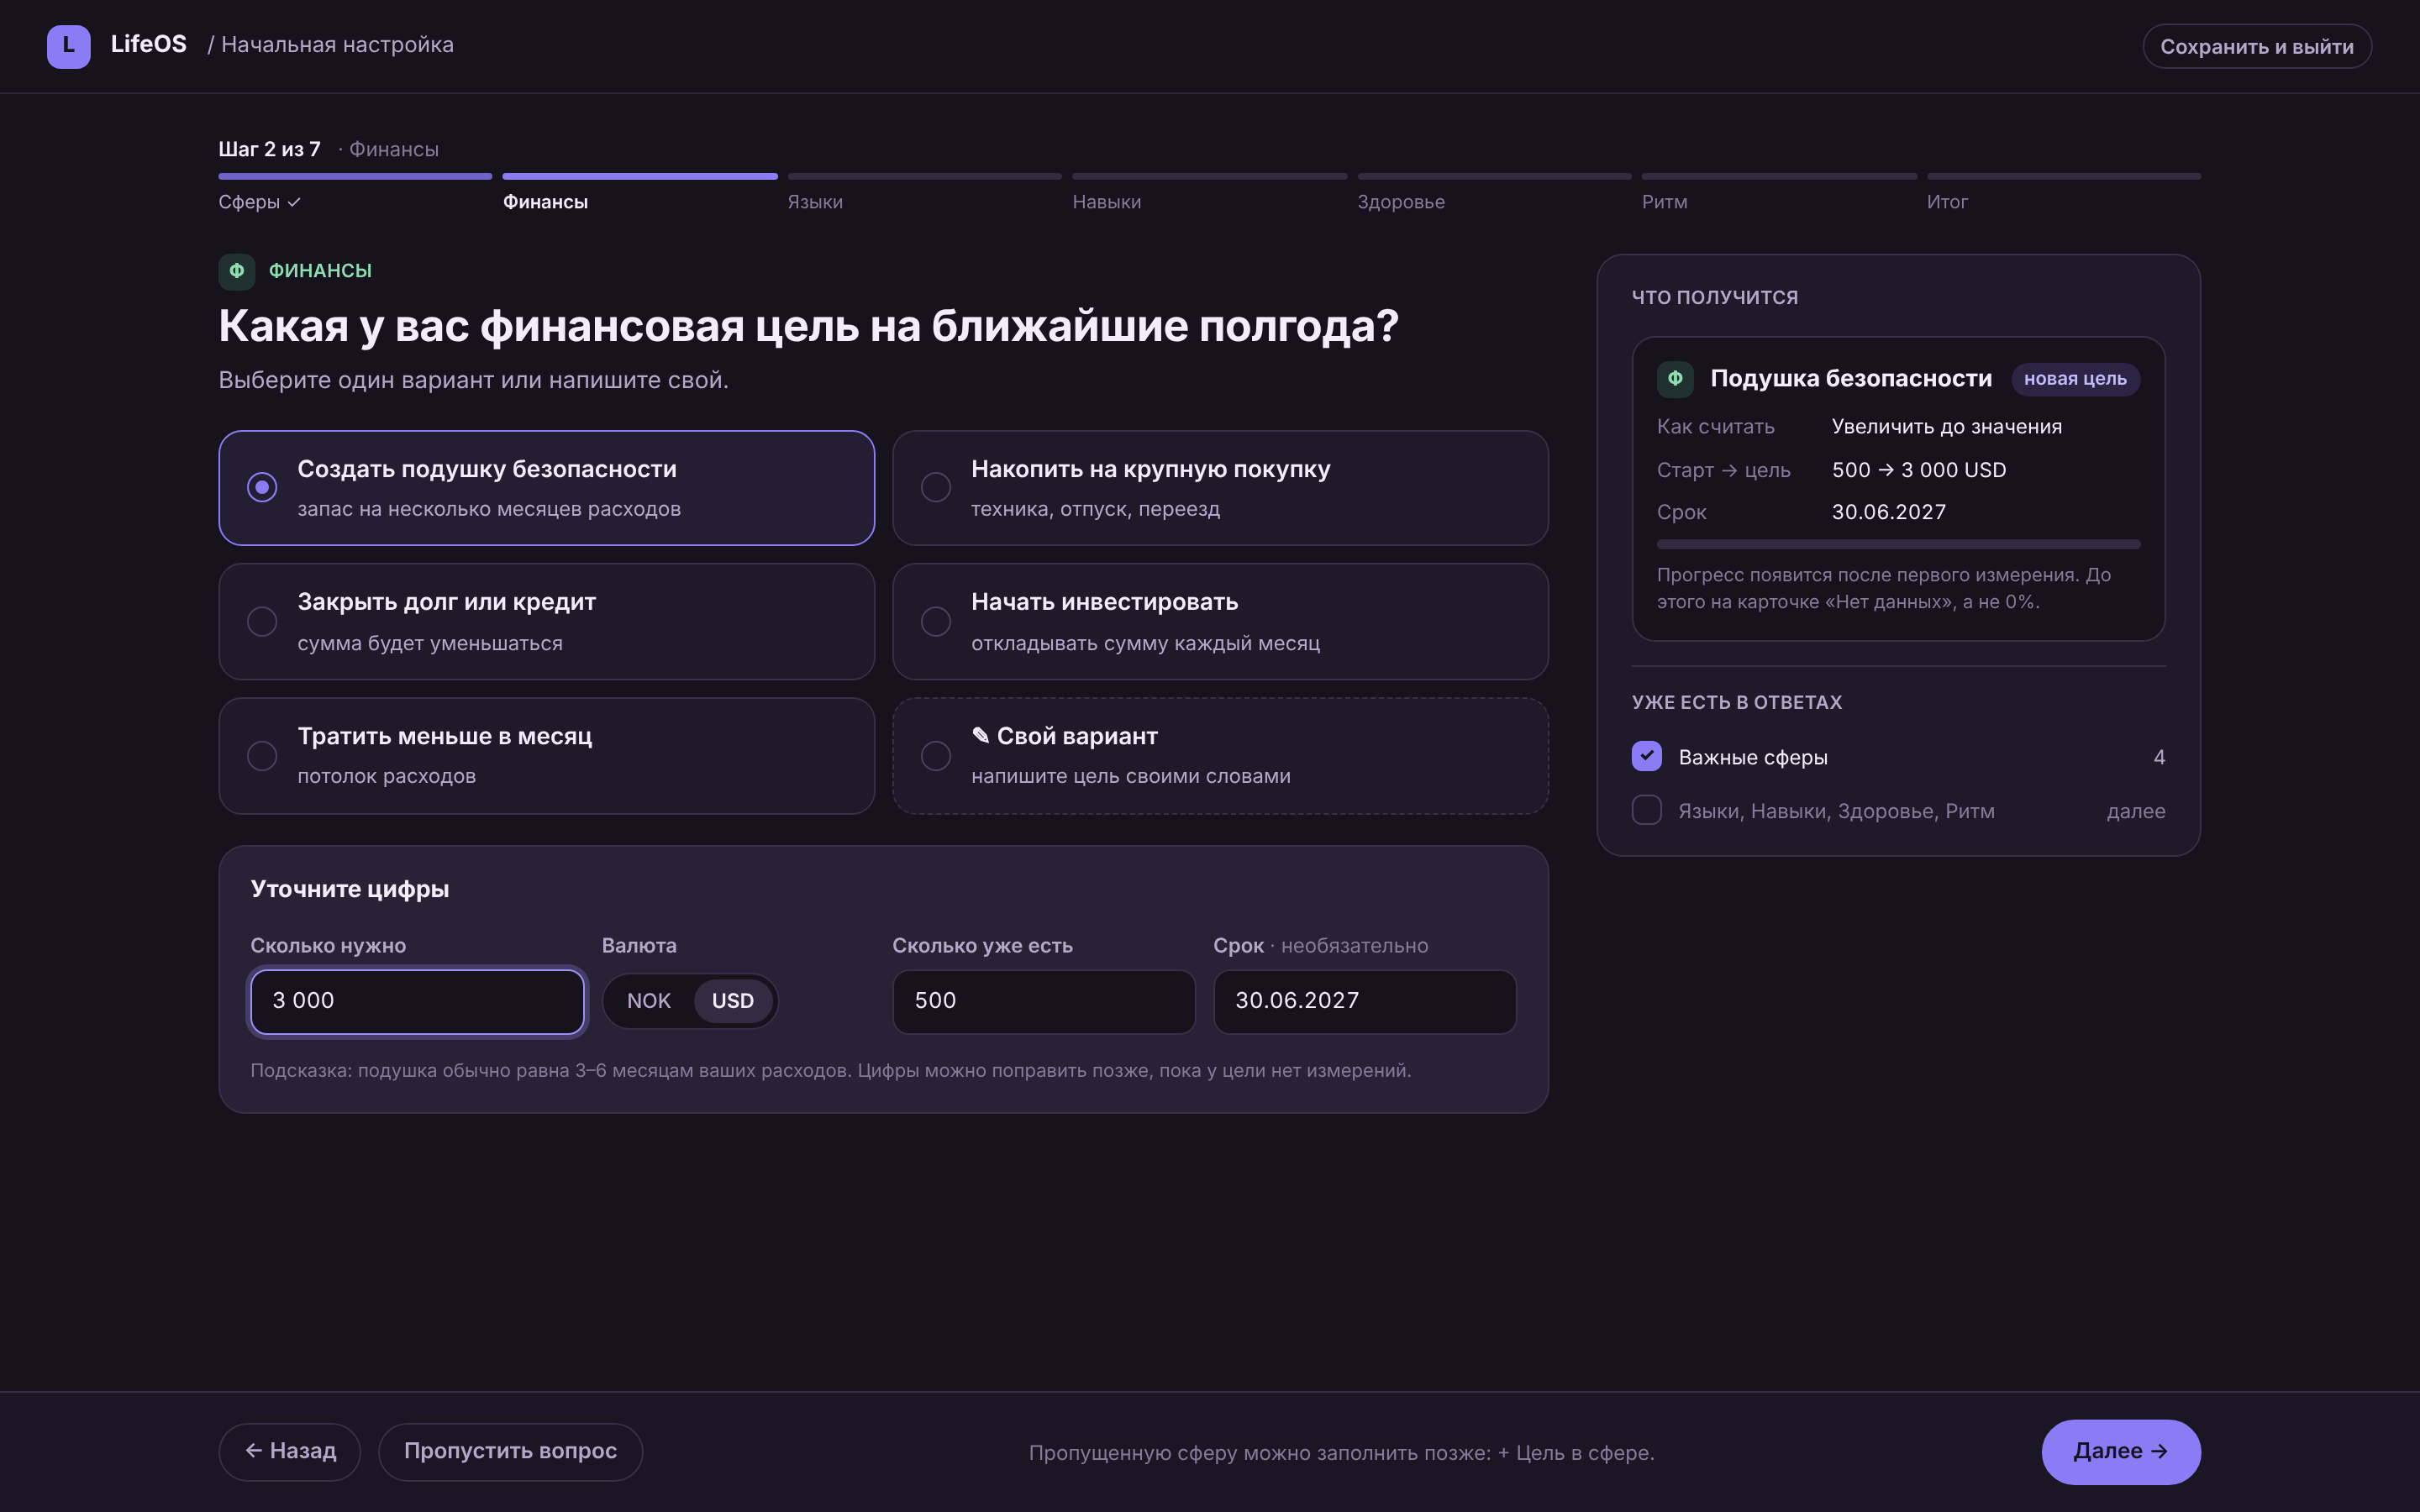 L LifeOS / Начальная настройка
Сохранить и выйти
Шаг 2 из 7 · Финансы
Сферы ✓
Финансы
Языки
Навыки
Здоровье
Ритм
Итог
Ф ФИНАНСЫ
Какая у вас финансовая цель на ближайшие полгода?
Выберите один вариант или напишите свой.
Создать подушку безопасности
запас на несколько месяцев расходов
Накопить на крупную покупку
техника, отпуск, переезд
Закрыть долг или кредит
сумма будет уменьшаться
Начать инвестировать
откладывать сумму каждый месяц
Тратить меньше в месяц
потолок расходов
✎ Свой вариант
напишите цель своими словами
Уточните цифры
Сколько нужно
3 000
Валюта
NOK USD
Сколько уже есть
500
Срок · необязательно
30.06.2027
Подсказка: подушка обычно равна 3–6 месяцам ваших расходов. Цифры можно поправить позже, пока у цели нет измерений.
ЧТО ПОЛУЧИТСЯ
Ф Подушка безопасности новая цель
Как считать Увеличить до значения
Старт → цель 500 → 3 000 USD
Срок 30.06.2027
Прогресс появится после первого измерения. До
этого на карточке «Нет данных», а не 0%.
УЖЕ ЕСТЬ В ОТВЕТАХ
Важные сферы 4
Языки, Навыки, Здоровье, Ритм далее
← Назад
Пропустить вопрос
Пропущенную сферу можно заполнить позже: + Цель в сфере.
Далее →